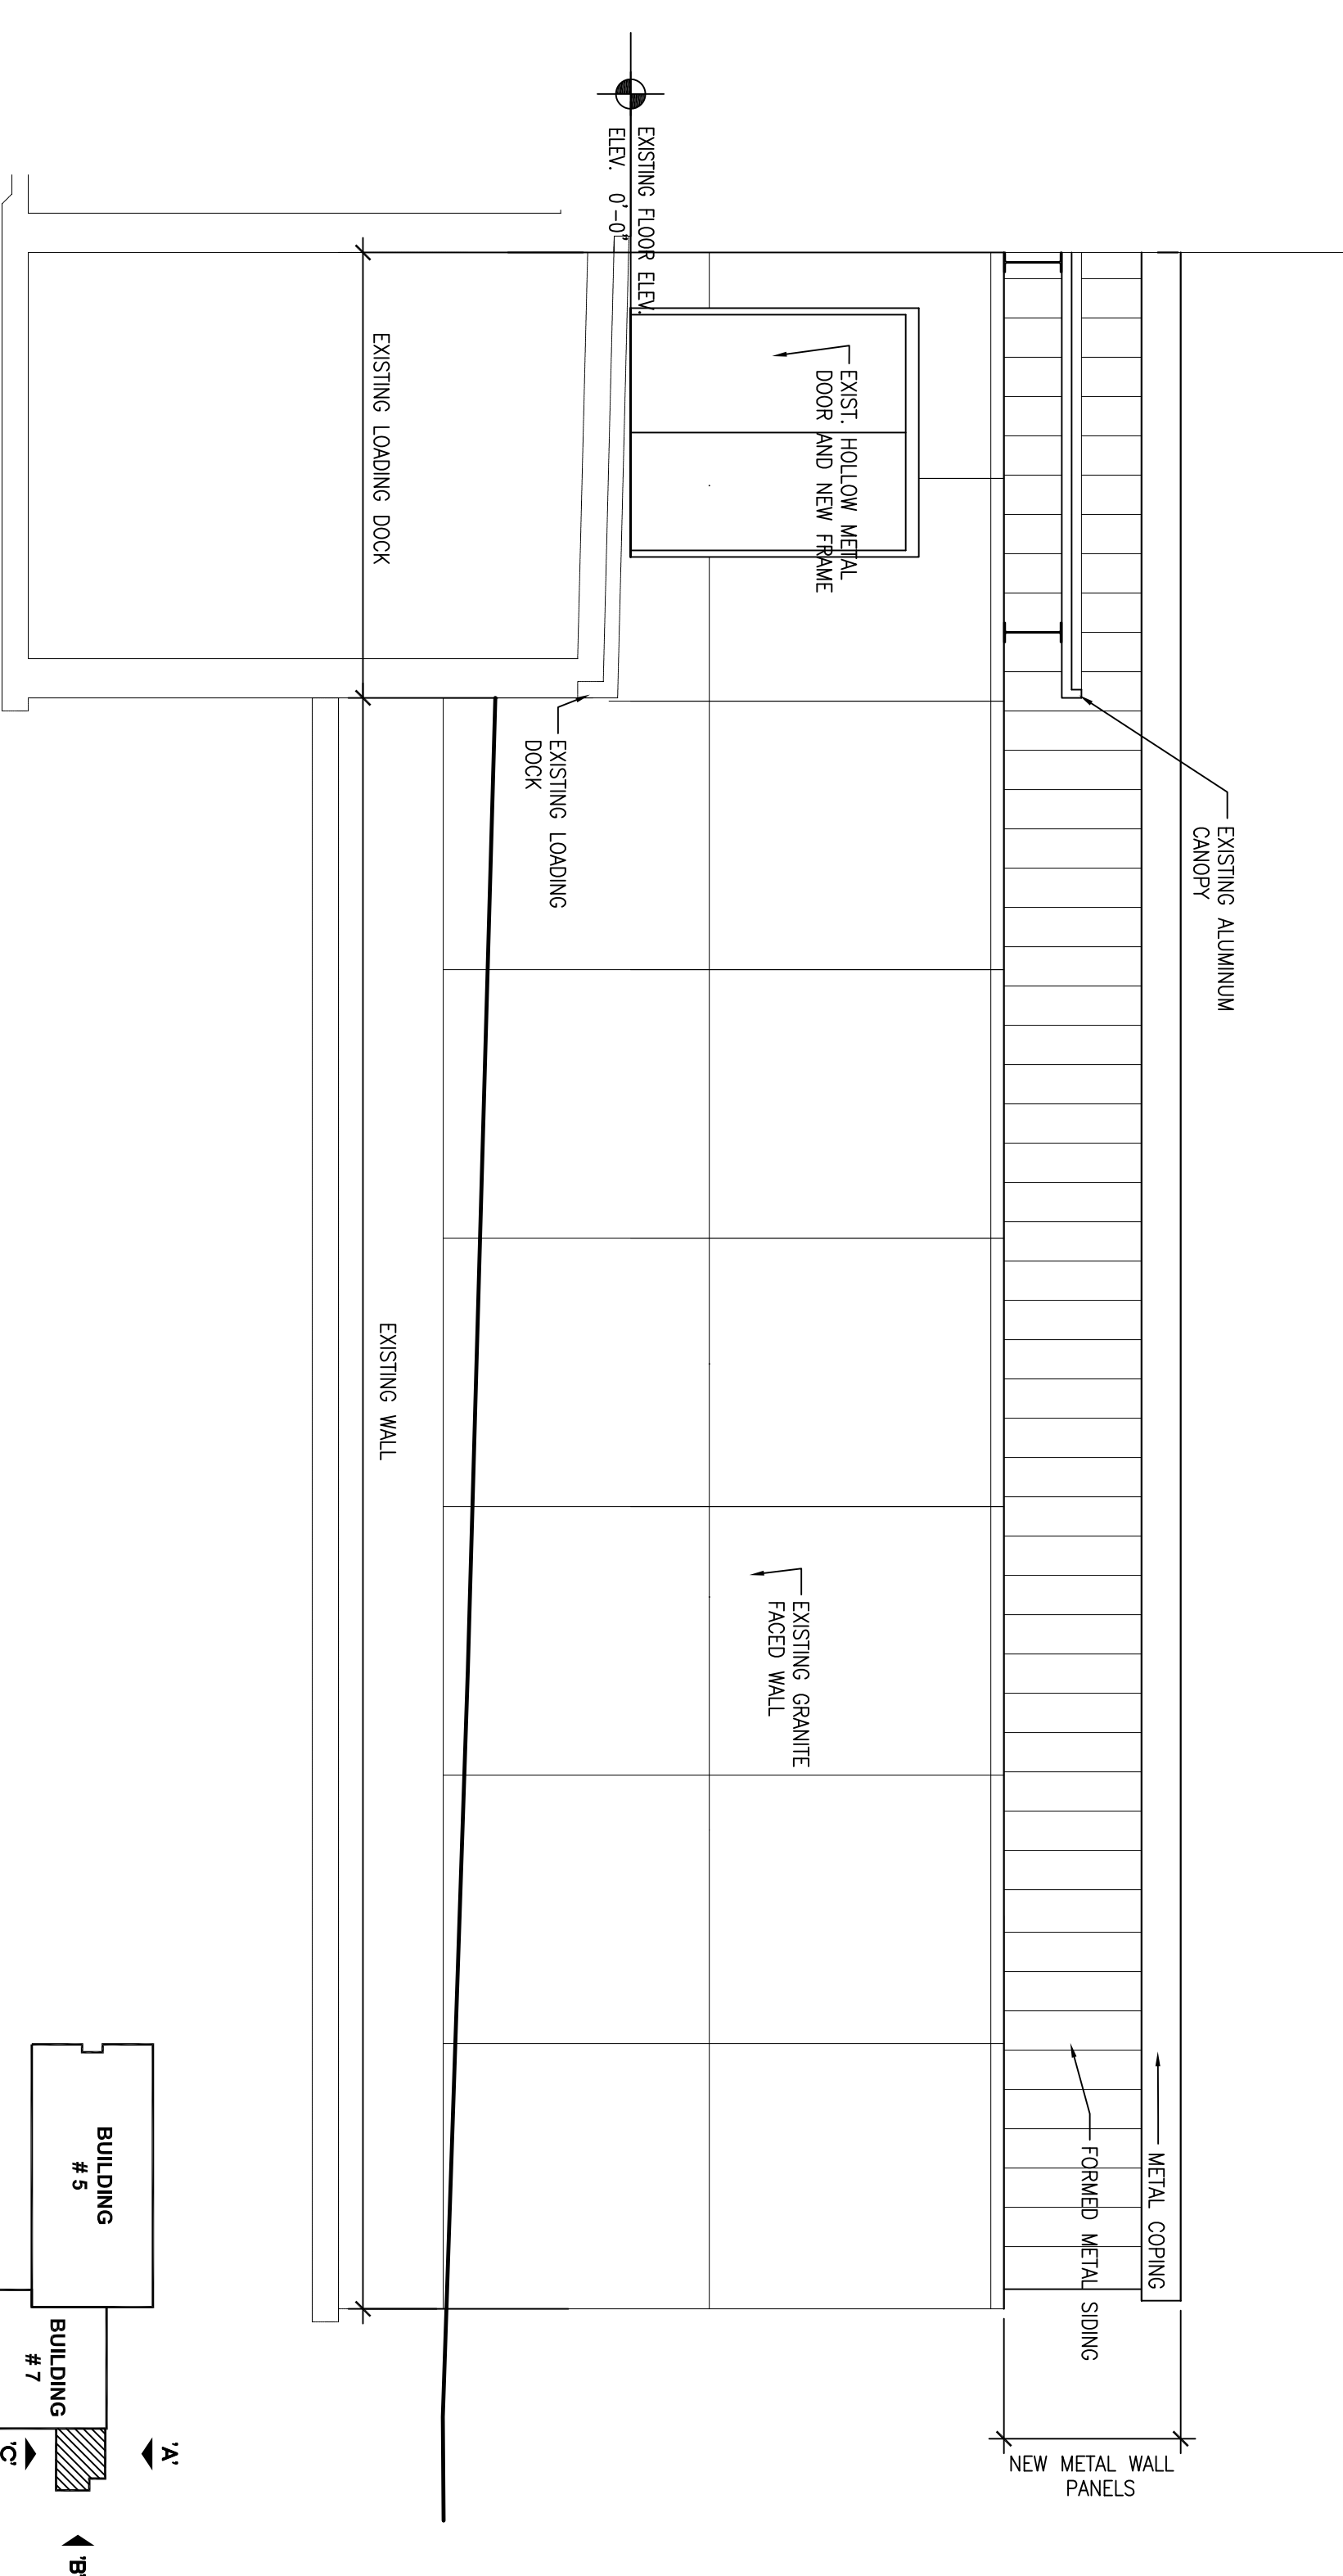 EXISTING ALUMINUM
CANOPY
METAL COPING
FORMED METAL SIDING
NEW METAL WALL
PANELS
EXIST. HOLLOW METAL
DOOR AND NEW FRAME
EXISTING GRANITE
FACED WALL
EXISTING FLOOR ELEV.
ELEV. 0'-0"
EXISTING LOADING
DOCK
EXISTING LOADING DOCK
EXISTING WALL
BUILDING
# 5
BUILDING
# 7
'A'
'B'
'C'